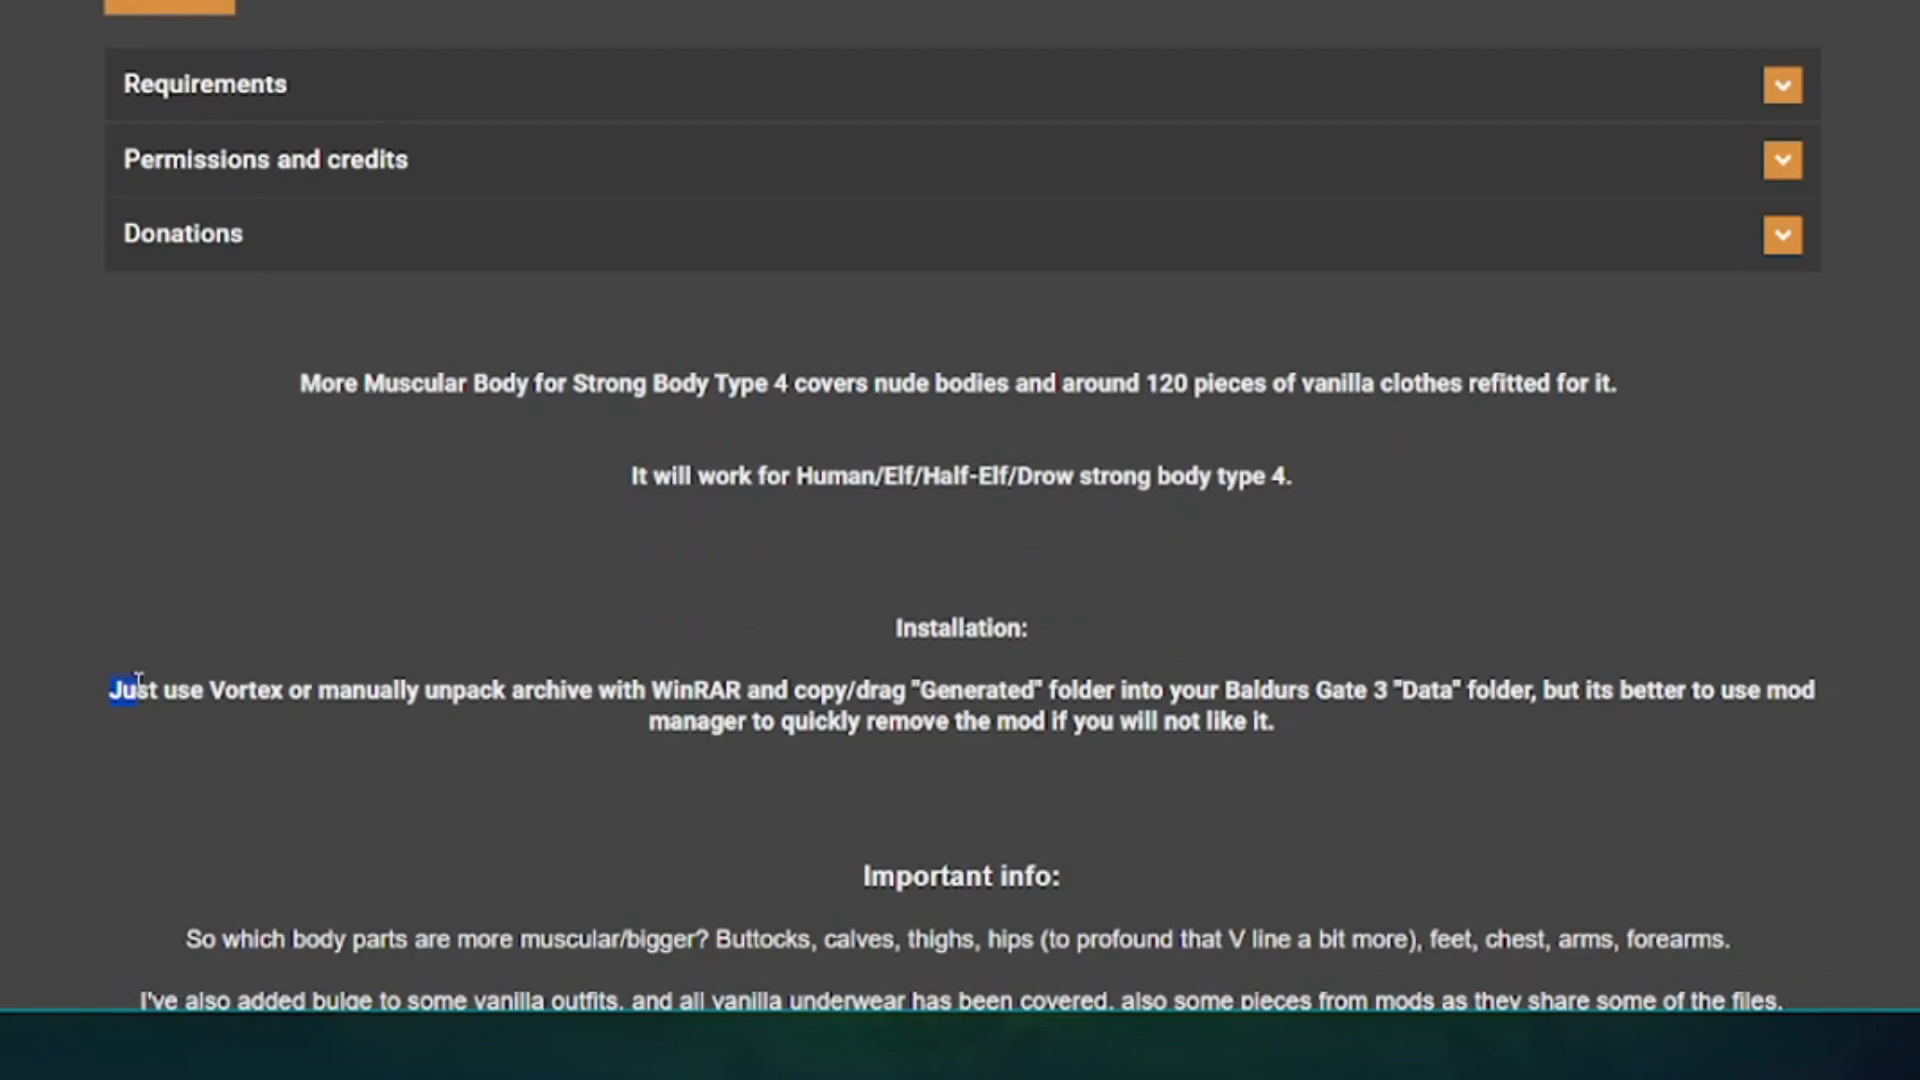 Requirements
Permissions and credits
Donations
More Muscular Body for Strong Body Type 4 covers nude bodies and around 120 pieces of vanilla clothes refitted for it.
It will work for Human/Elf/Half-Elf/Drow strong body type 4.
Installation:
Just use Vortex or manually unpack archive with WinRAR and copy/drag "Generated" folder into your Baldurs Gate 3 "Data" folder, but its better to use mod
manager to quickly remove the mod if you will not like it.
Important info:
So which body parts are more muscular/bigger? Buttocks, calves, thighs, hips (to profound that V line a bit more), feet, chest, arms, forearms.
I've also added bulge to some vanilla outfits, and all vanilla underwear has been covered, also some pieces from mods as they share some of the files.